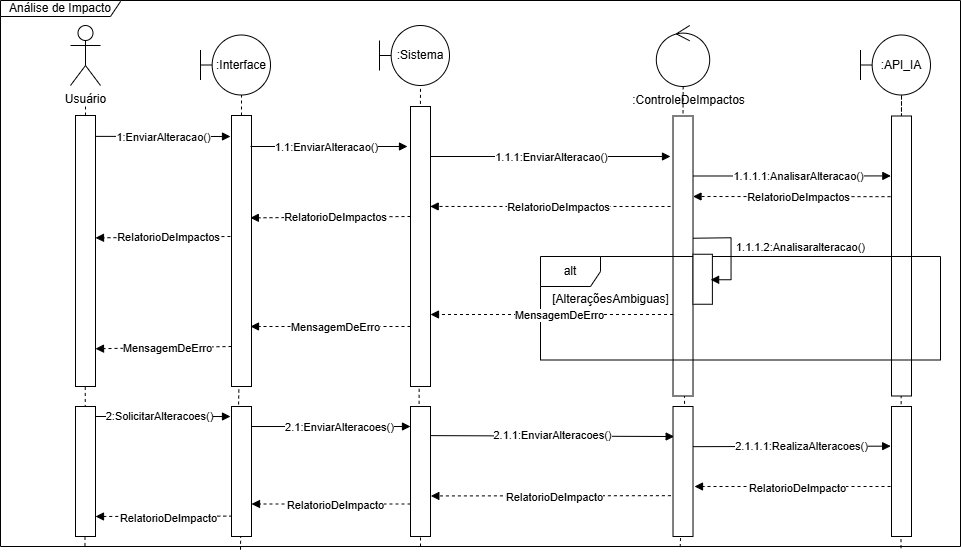 Análise de Impacto
Usuário
:Interface
:Sistema
:ControleDeImpactos
:API_IA
1:EnviarAlteracao()
1.1:EnviarAlteracao()
1.1.1:EnviarAlteracao()
1.1.1.1:AnalisarAlteracao()
RelatorioDeImpactos
RelatorioDeImpactos
RelatorioDeImpactos
RelatorioDeImpactos
1.1.1.2:Analisaralteracao()
alt
[AlteraçõesAmbiguas]
MensagemDeErro
MensagemDeErro
MensagemDeErro
2:SolicitarAlteracoes()
2.1:EnviarAlteracoes()
2.1.1:EnviarAlteracoes()
2.1.1.1:RealizaAlteracoes()
RelatorioDeImpacto
RelatorioDeImpacto
RelatorioDeImpacto
RelatorioDeImpacto